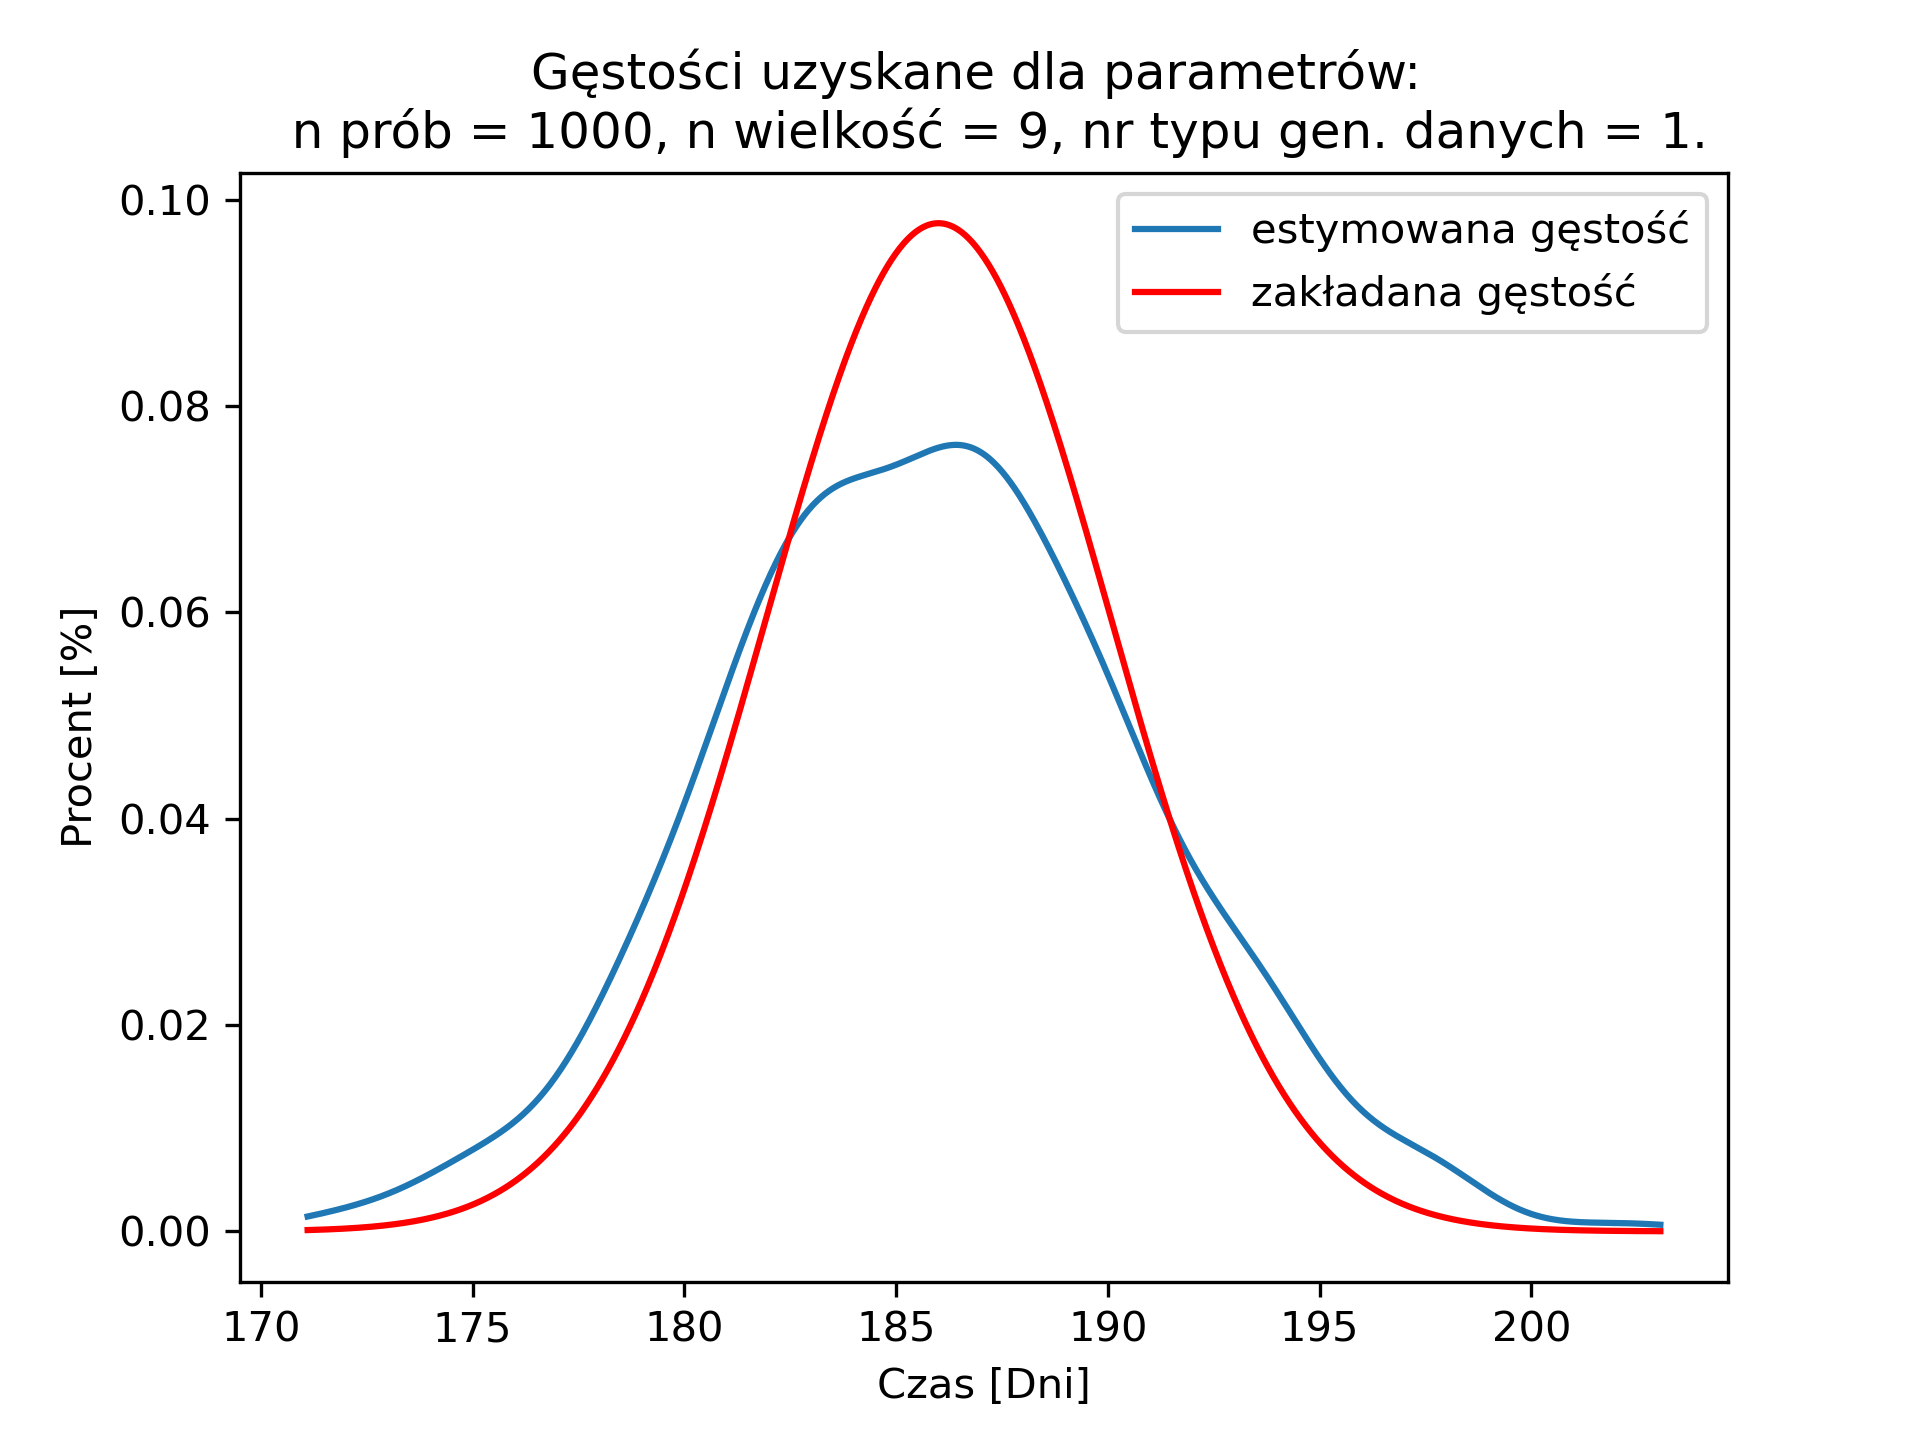 Gęstości uzyskane dla parametrów:
n prób = 1000, n wielkość = 9, nr typu gen. danych = 1.
estymowana gęstość
zakładana gęstość
0.10
0.08
0.06
0.04
0.02
0.00
Procent [%]
170 175 180 185 190 195 200
Czas [Dni]